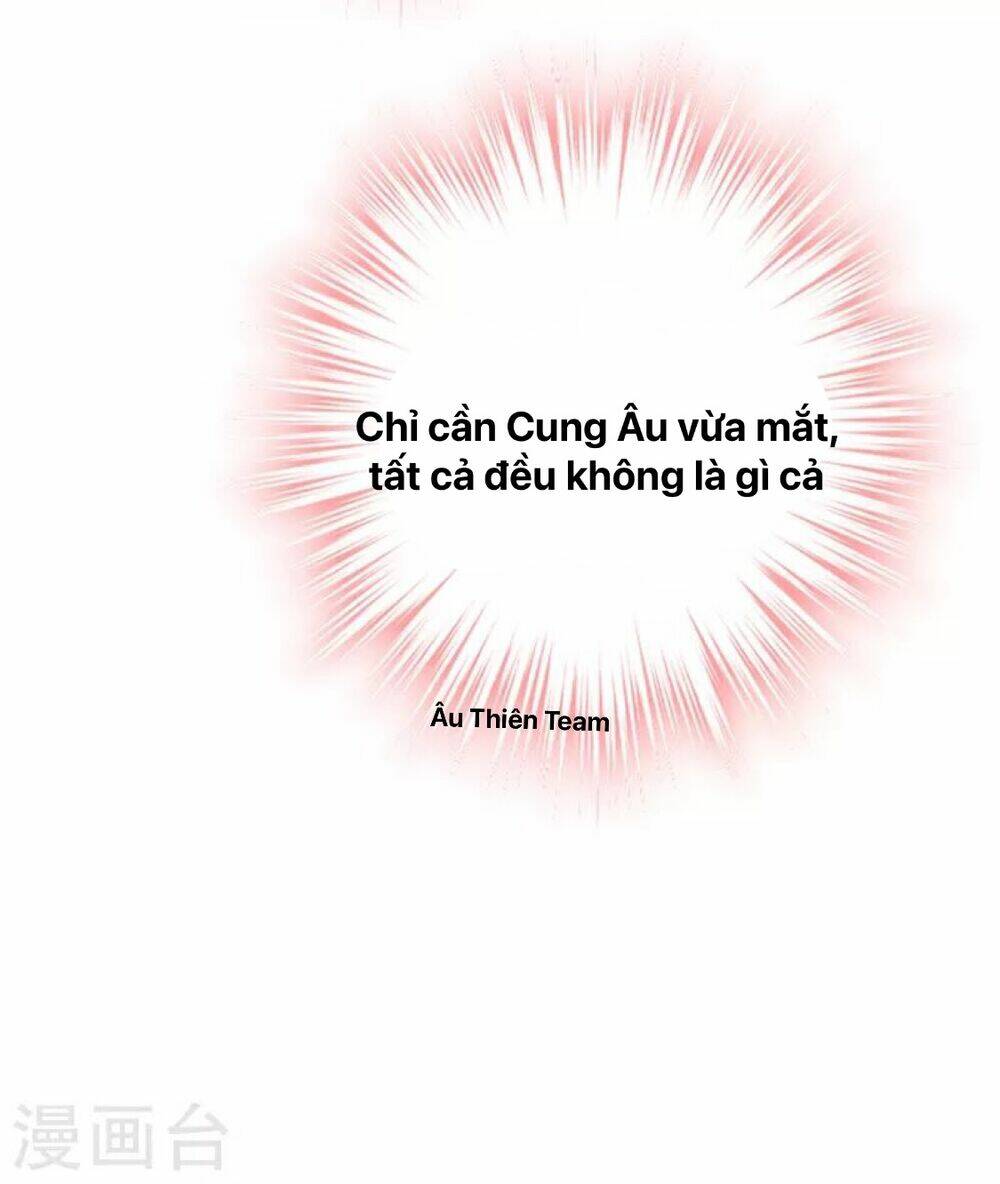 Chỉ cần Cung Âu vừa mắt,
tất cả đều không là gì cả
Âu Thiên Team
漫画台